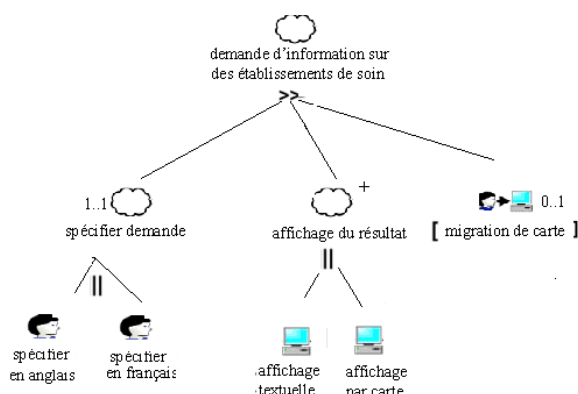 demande d'information sur
des établissements de soin
>>
1..1
spécifier demande
+
affichage du résultat
0..1
[ migration de carte ]
||
||
spécifier
en anglais
spécifier
en français
affichage
textuelle
affichage
par carte